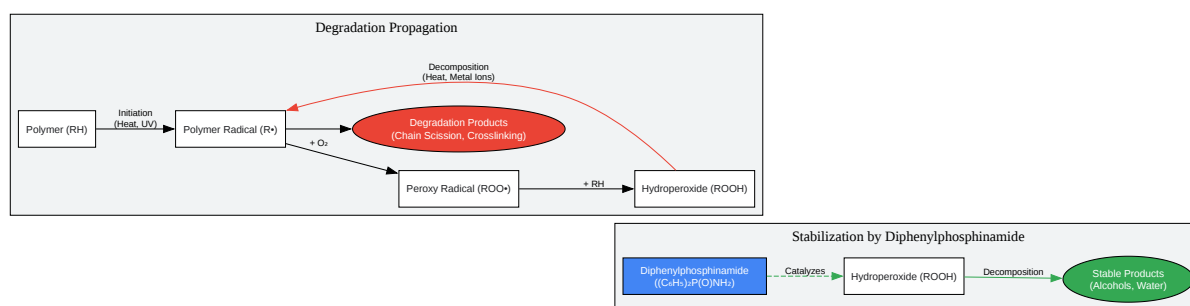 Degradation Propagation
Decomposition
(Heat, Metal Ions)
Polymer (RH)
Initiation
(Heat, UV)
Polymer Radical (R•)
Degradation Products
(Chain Scission, Crosslinking)
+ O₂
Peroxy Radical (ROO•)
+ RH
Hydroperoxide (ROOH)
Stabilization by Diphenylphosphinamide
Diphenylphosphinamide
((C₆H₅)₂P(O)NH₂)
Catalyzes
Hydroperoxide (ROOH)
Decomposition
Stable Products
(Alcohols, Water)